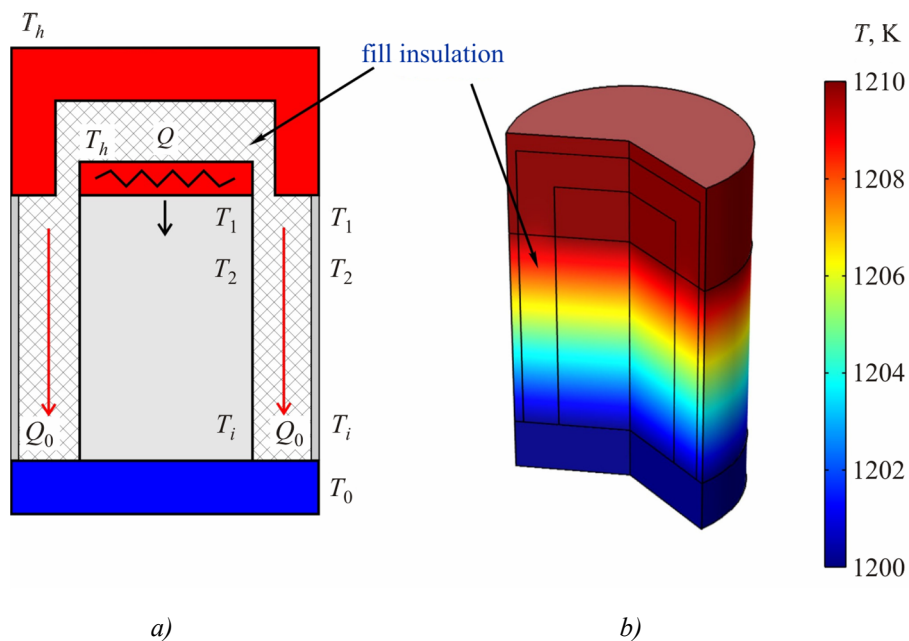 T_h
fill insulation
T_h
Q
T_1
T_1
T_2
T_2
T_i
T_i
Q_0
Q_0
T_0
T, K
1210
1208
1206
1204
1202
1200
a)
b)